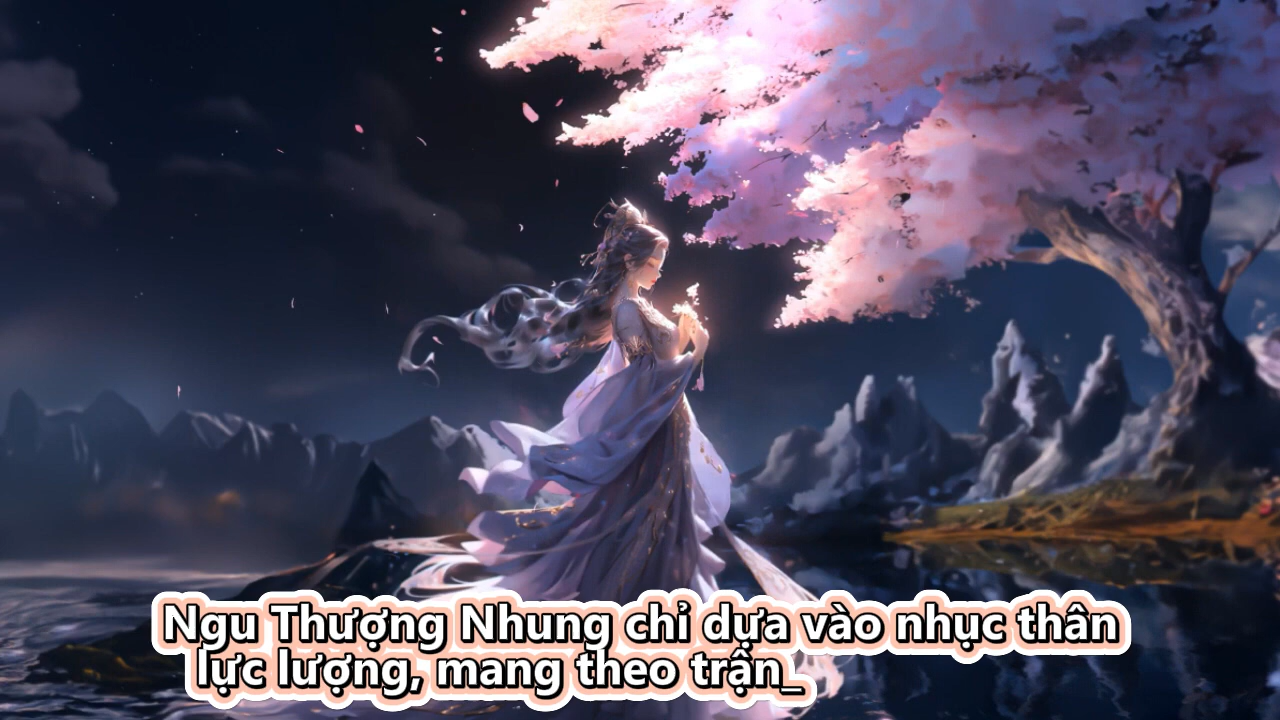 Ngu Thượng Nhung chỉ dựa vào nhục thân
lực lượng, mang theo trận_